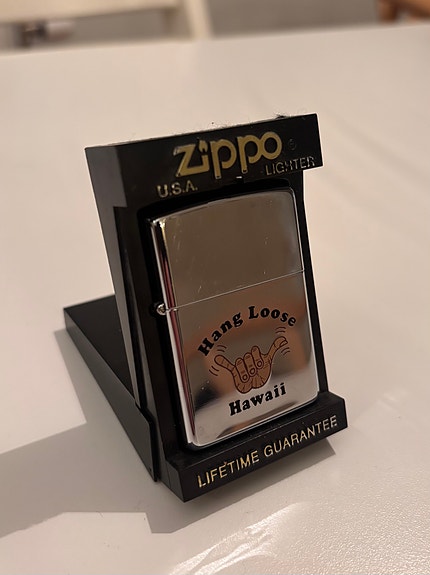 zippo
U.S.A. LIGHTER
Hang Loose
Hawaii
LIFETIME GUARANTEE